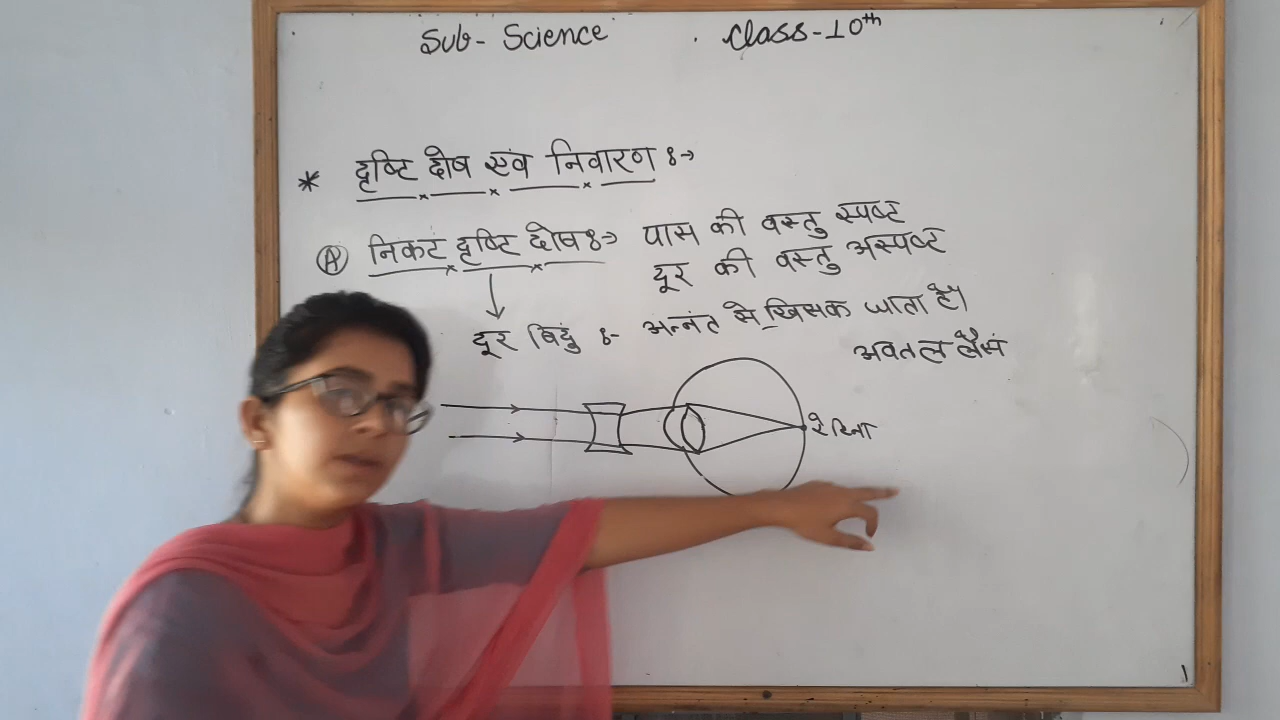 Sub- Science . Class-10th
* दृष्टि दोष एवं निवारण :→
(A) निकट दृष्टि दोष :→ पास की वस्तु स्पष्ट
दूर की वस्तु अस्पष्ट
दूर बिंदु :- अन्नंत से खिसक जाता है।
अवतल लैंस
रेटिना